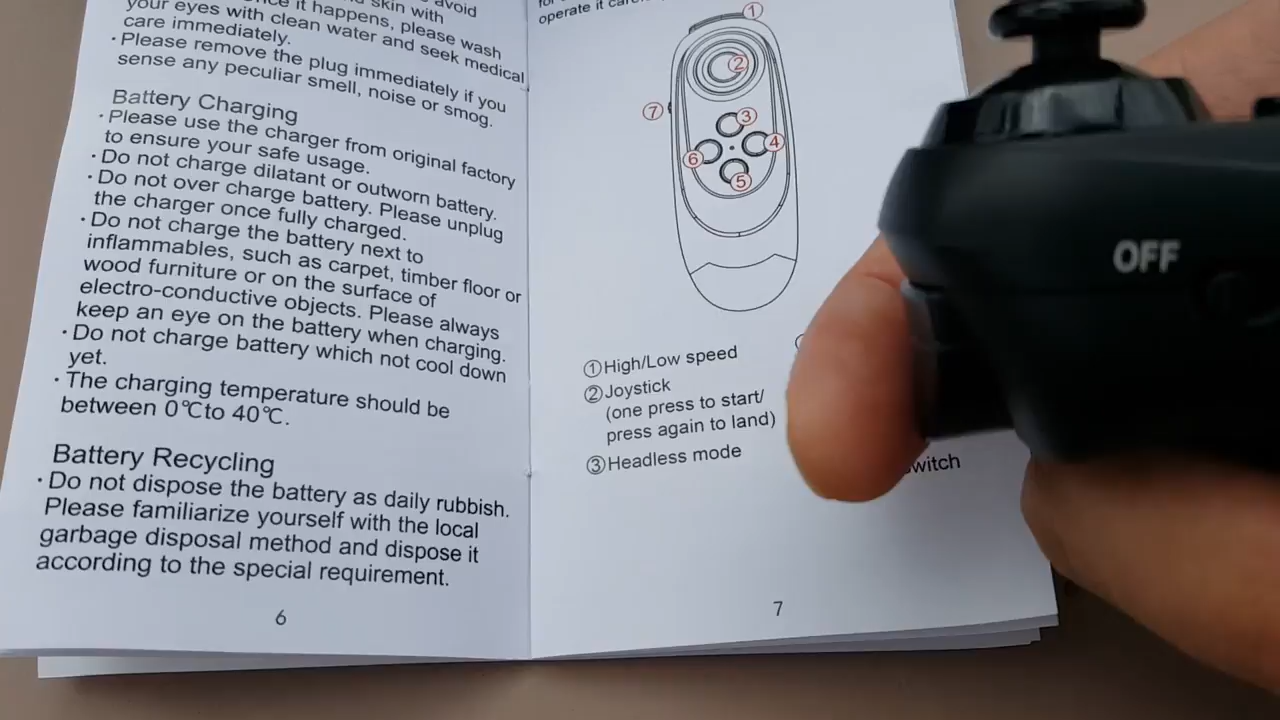 avoid
skin with
it happens, please wash
your eyes with clean water and seek medical
care immediately.
·Please remove the plug immediately if you
sense any peculiar smell, noise or smog.
Battery Charging
·Please use the charger from original factory
to ensure your safe usage.
·Do not charge dilatant or outworn battery.
·Do not over charge battery. Please unplug
the charger once fully charged.
·Do not charge the battery next to
inflammables, such as carpet, timber floor or
wood furniture or on the surface of
electro-conductive objects. Please always
keep an eye on the battery when charging.
·Do not charge battery which not cool down
yet.
·The charging temperature should be
between 0℃to 40℃.
Battery Recycling
·Do not dispose the battery as daily rubbish.
Please familiarize yourself with the local
garbage disposal method and dispose it
according to the special requirement.
6
operate it
①
②
③
④
⑤
⑥
⑦
①High/Low speed
②Joystick
(one press to start/
press again to land)
③Headless mode
7
OFF